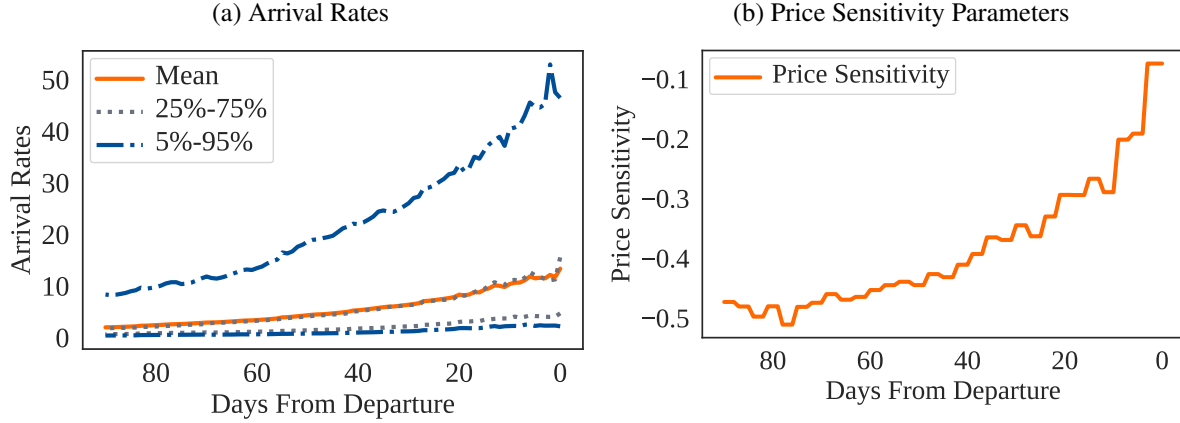 (a) Arrival Rates
50
40
30
20
10
0
Arrival Rates
Mean
25%-75%
5%-95%
80 60 40 20 0
Days From Departure
(b) Price Sensitivity Parameters
−0.1
−0.2
−0.3
−0.4
−0.5
Price Sensitivity
Price Sensitivity
80 60 40 20 0
Days From Departure